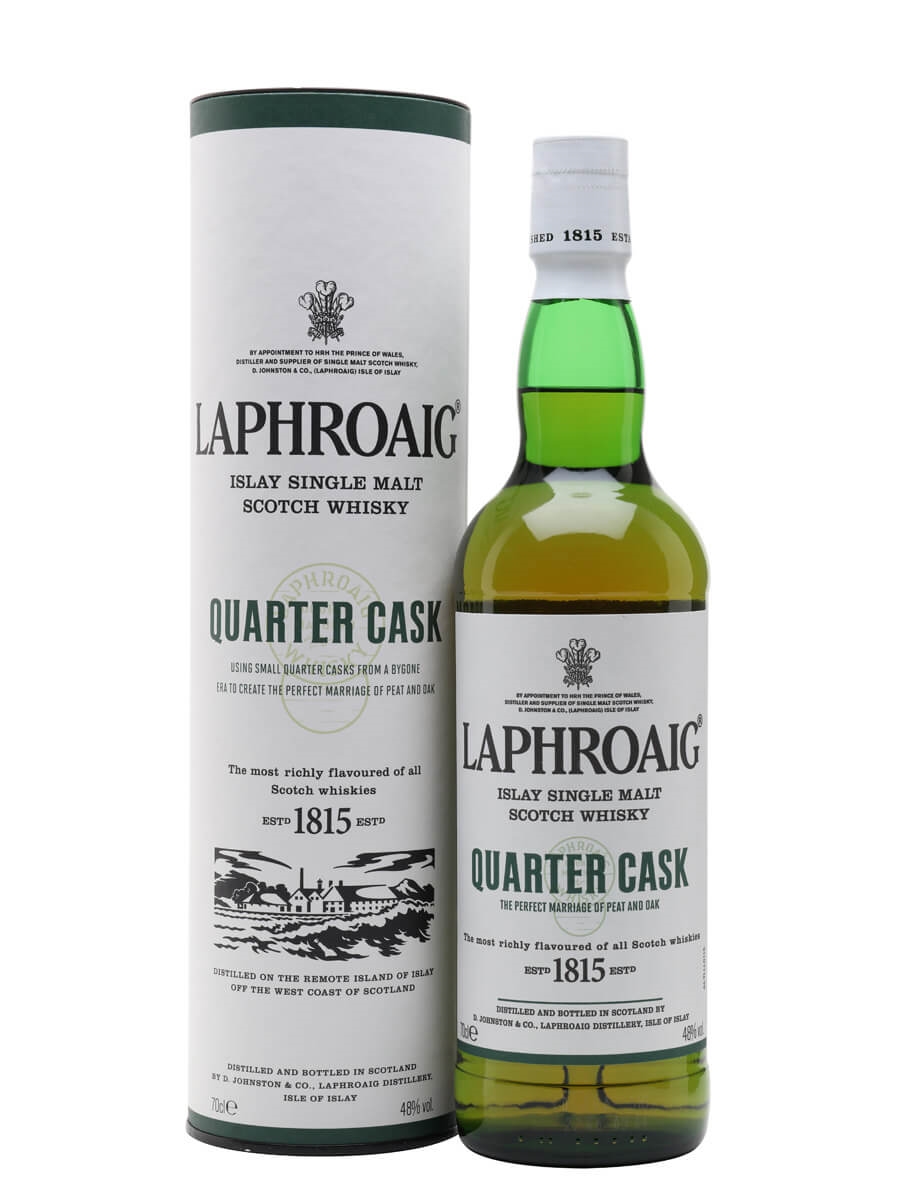 BY APPOINTMENT TO HRH THE PRINCE OF WALES,
DISTILLER AND SUPPLIER OF SINGLE MALT SCOTCH WHISKY,
D. JOHNSTON & CO., (LAPHROAIG) ISLE OF ISLAY
LAPHROAIG®
ISLAY SINGLE MALT
SCOTCH WHISKY
LAPHROAIG
WHISKY
QUARTER CASK
USING SMALL QUARTER CASKS FROM A BYGONE
ERA TO CREATE THE PERFECT MARRIAGE OF PEAT AND OAK
The most richly flavoured of all
Scotch whiskies
ESTD 1815 ESTD
DISTILLED ON THE REMOTE ISLAND OF ISLAY
OFF THE WEST COAST OF SCOTLAND
DISTILLED AND BOTTLED IN SCOTLAND
BY D. JOHNSTON & CO., LAPHROAIG DISTILLERY,
ISLE OF ISLAY
70cl e 48% vol.
SHED 1815 ESTA
BY APPOINTMENT TO HRH THE PRINCE OF WALES,
DISTILLER AND SUPPLIER OF SINGLE MALT SCOTCH WHISKY,
D. JOHNSTON & CO., (LAPHROAIG) ISLE OF ISLAY
LAPHROAIG®
ISLAY SINGLE MALT
SCOTCH WHISKY
QUARTER CASK
THE PERFECT MARRIAGE OF PEAT AND OAK
The most richly flavoured of all Scotch whiskies
ESTD 1815 ESTD
DISTILLED AND BOTTLED IN SCOTLAND BY
D. JOHNSTON & CO., LAPHROAIG DISTILLERY, ISLE OF ISLAY
70cl e 48% vol.